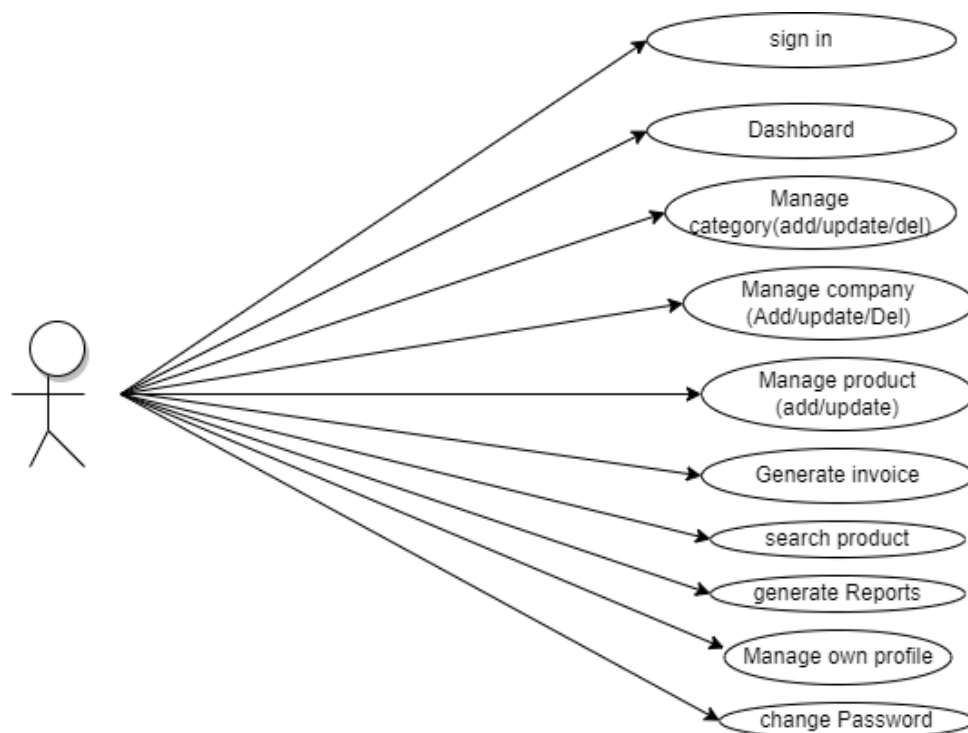 sign in
Dashboard
Manage
category(add/update/del)
Manage company
(Add/update/Del)
Manage product
(add/update)
Generate invoice
search product
generate Reports
Manage own profile
change Password